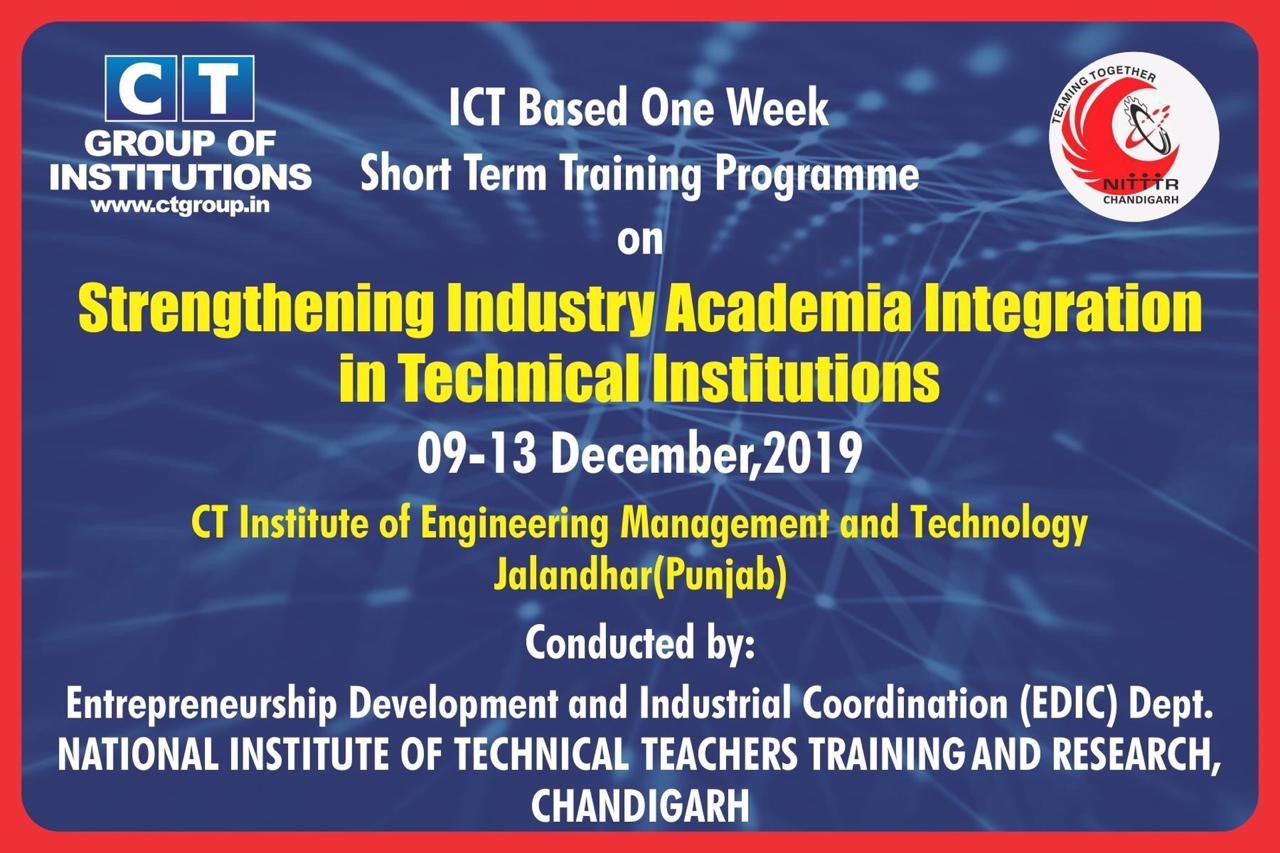 CT
GROUP OF
INSTITUTIONS
www.ctgroup.in
TEAMING TOGETHER
NITTTR
CHANDIGARH
ICT Based One Week
Short Term Training Programme
on
Strengthening Industry Academia Integration
in Technical Institutions
09-13 December,2019
CT Institute of Engineering Management and Technology
Jalandhar(Punjab)
Conducted by:
Entrepreneurship Development and Industrial Coordination (EDIC) Dept.
NATIONAL INSTITUTE OF TECHNICAL TEACHERS TRAINING AND RESEARCH,
CHANDIGARH